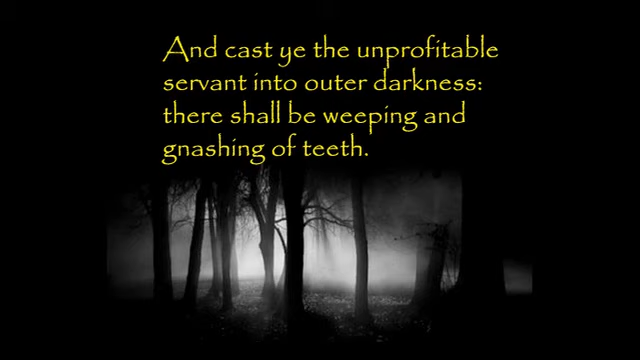 And cast ye the unprofitable
servant into outer darkness:
there shall be weeping and
gnashing of teeth.